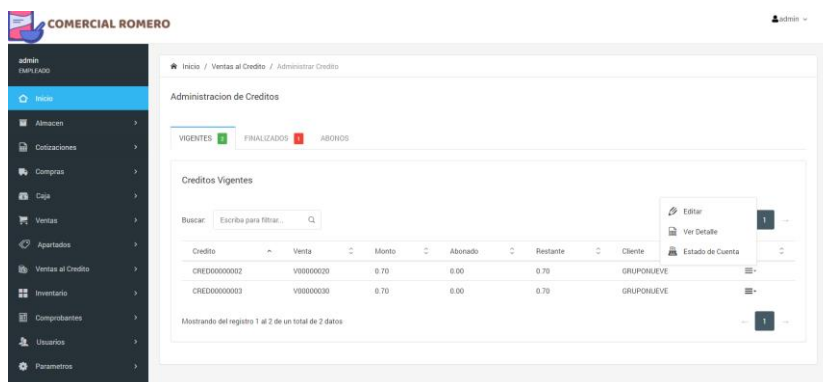 COMERCIAL ROMERO
admin
admin
EMPLEADO
Inicio / Ventas al Credito / Administrar Credito
Inicio
Administracion de Creditos
Almacen
VIGENTES 2 FINALIZADOS 1 ABONOS
Cotizaciones
Compras
Creditos Vigentes
Caja
Ventas
Buscar: Escriba para filtrar...
Editar
1
Ver Detalle
Apartados
Credito Venta Monto Abonado Restante Cliente
Estado de Cuenta
Ventas al Credito
CRED00000002 V00000020 0.70 0.00 0.70 GRUPONUEVE
Inventario
CRED00000003 V00000030 0.70 0.00 0.70 GRUPONUEVE
Comprobantes
Mostrando del registro 1 al 2 de un total de 2 datos
1
Usuarios
Parametros